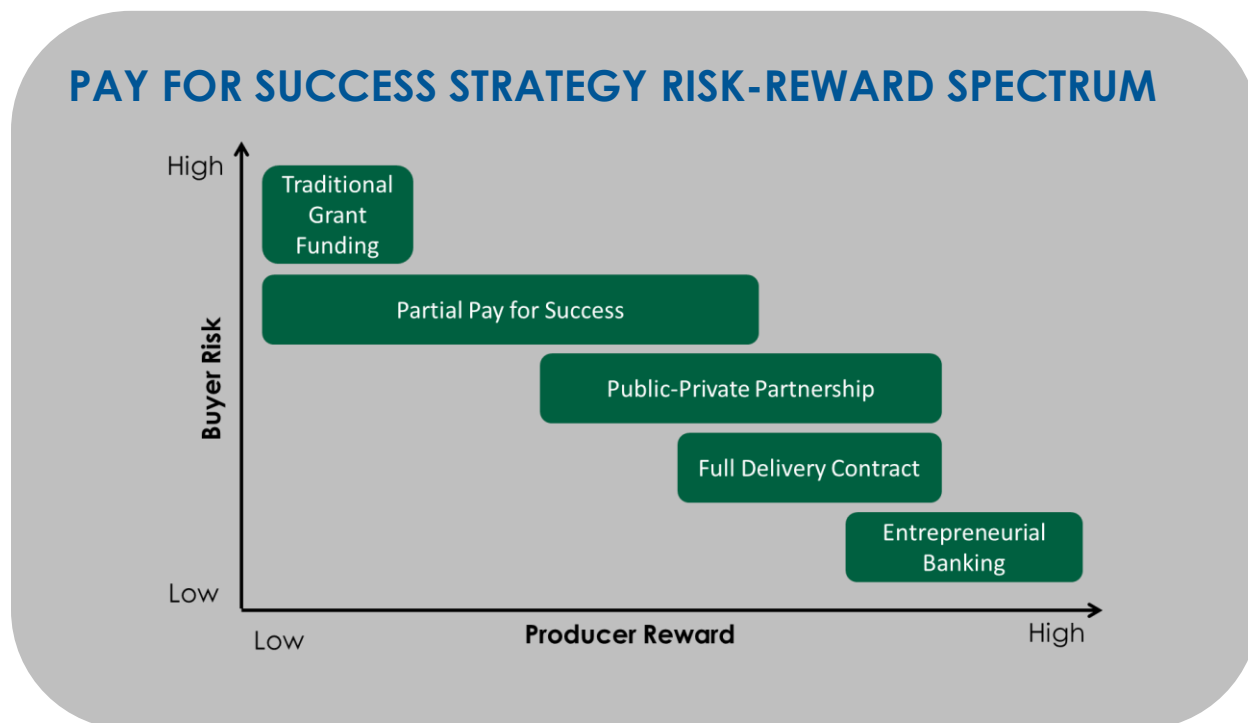 PAY FOR SUCCESS STRATEGY RISK-REWARD SPECTRUM
High
Traditional
Grant
Funding
Partial Pay for Success
Buyer Risk
Public-Private Partnership
Full Delivery Contract
Entrepreneurial
Banking
Low
Low
Producer Reward
High